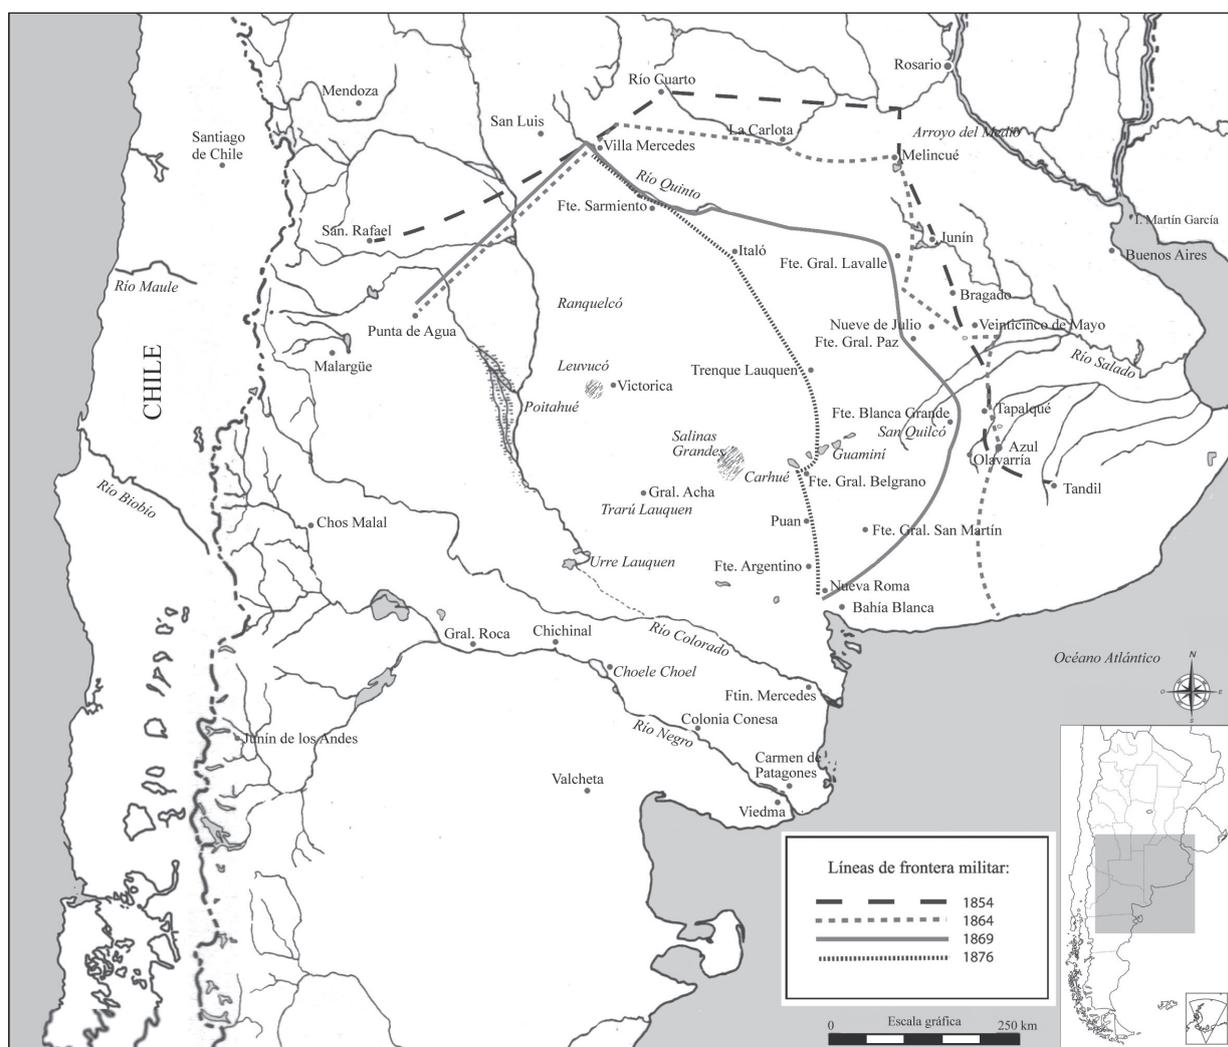 Rosario
Río Cuarto
Mendoza
San Luis
La Carlota
Arroyo del Medio
Santiago
de Chile
Villa Mercedes
Melincué
Río Quinto
Fte. Sarmiento
I. Martín García
San. Rafael
Junín
Italó
Buenos Aires
Fte. Gral. Lavalle
Río Maule
Bragado
Ranquelcó
Punta de Agua
Nueve de Julio
Veinticinco de Mayo
Fte. Gral. Paz
CHILE
Malargüe
Leuvucó
Trenque Lauquen
Río Salado
Victorica
Poitahué
Fte. Blanca Grande
Tapalqué
San Quilcó
Salinas
Grandes
Guaminí
Azul
Olavarría
Carhué
Fte. Gral. Belgrano
Tandil
Río Biobio
Gral. Acha
Trarú Lauquen
Chos Malal
Puan
Fte. Gral. San Martín
Urre Lauquen
Fte. Argentino
Nueva Roma
Bahía Blanca
Gral. Roca
Chichinal
Río Colorado
Océano Atlántico
N
O
E
S
Choele Choel
Ftin. Mercedes
Colonia Conesa
Río Negro
Junín de los Andes
Carmen de
Patagones
Valcheta
Viedma
Líneas de frontera militar:
1854
1864
1869
1876
0 Escala gráfica 250 km